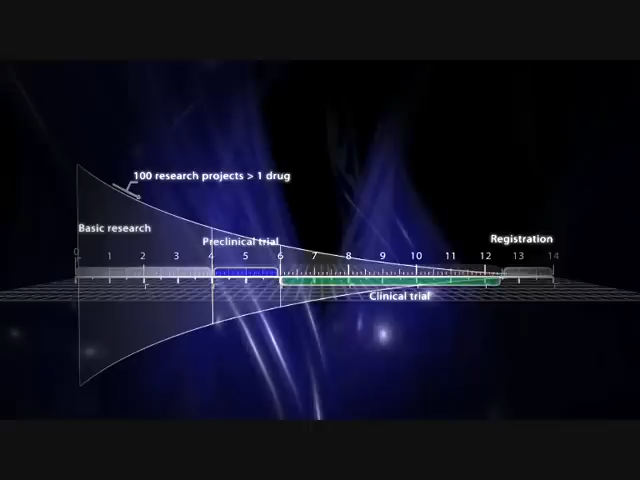 100 research projects > 1 drug
Basic research
Preclinical trial
Registration
0 1 2 3 4 5 6 7 8 9 10 11 12 13 14
Clinical trial